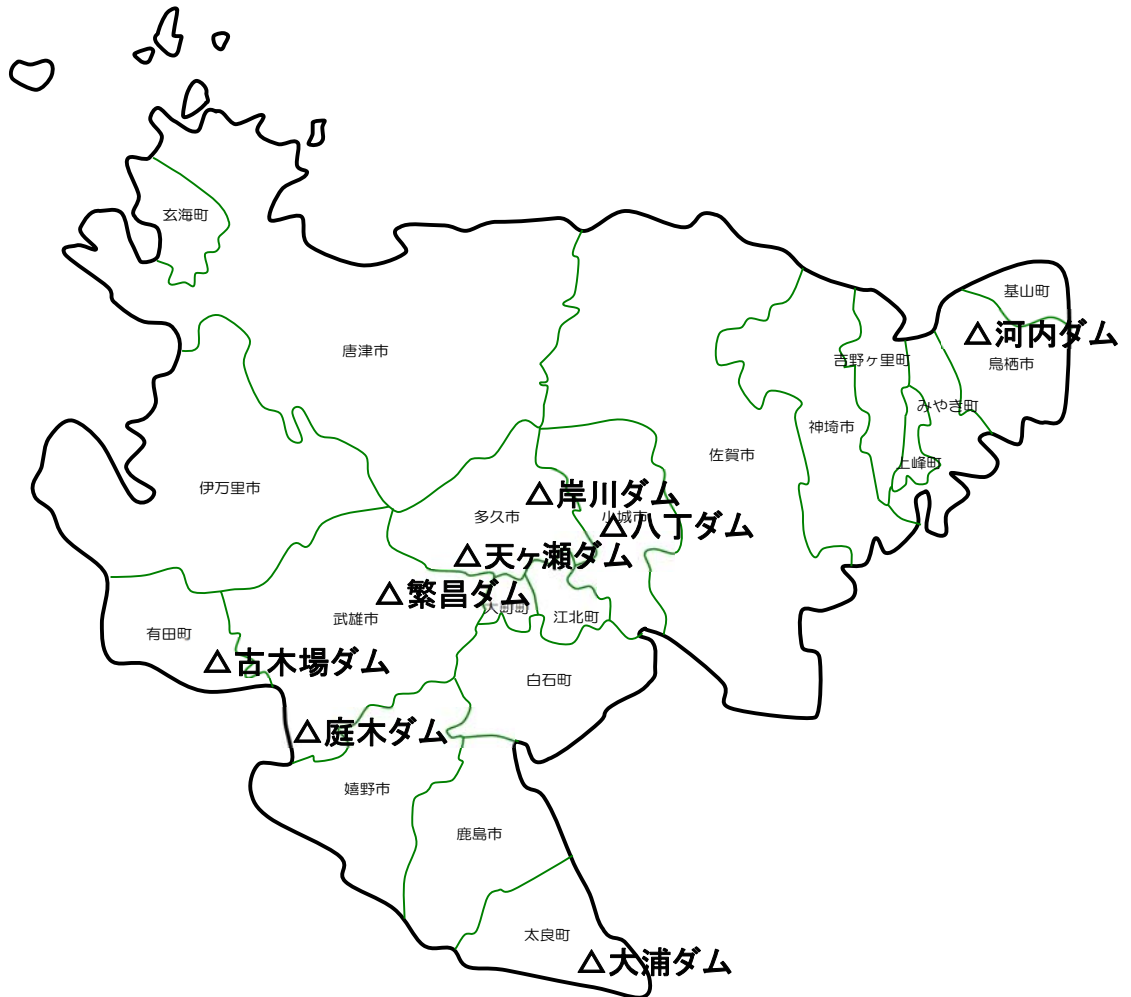 玄海町
基山町
△河内ダム
唐津市
吉野ヶ里町
鳥栖市
みやき町
神埼市
佐賀市
上峰町
伊万里市
△岸川ダム
多久市
小城市
△八丁ダム
△天ヶ瀬ダム
△繁昌ダム
大町町
武雄市
江北町
有田町
△古木場ダム
白石町
△庭木ダム
嬉野市
鹿島市
太良町
△大浦ダム